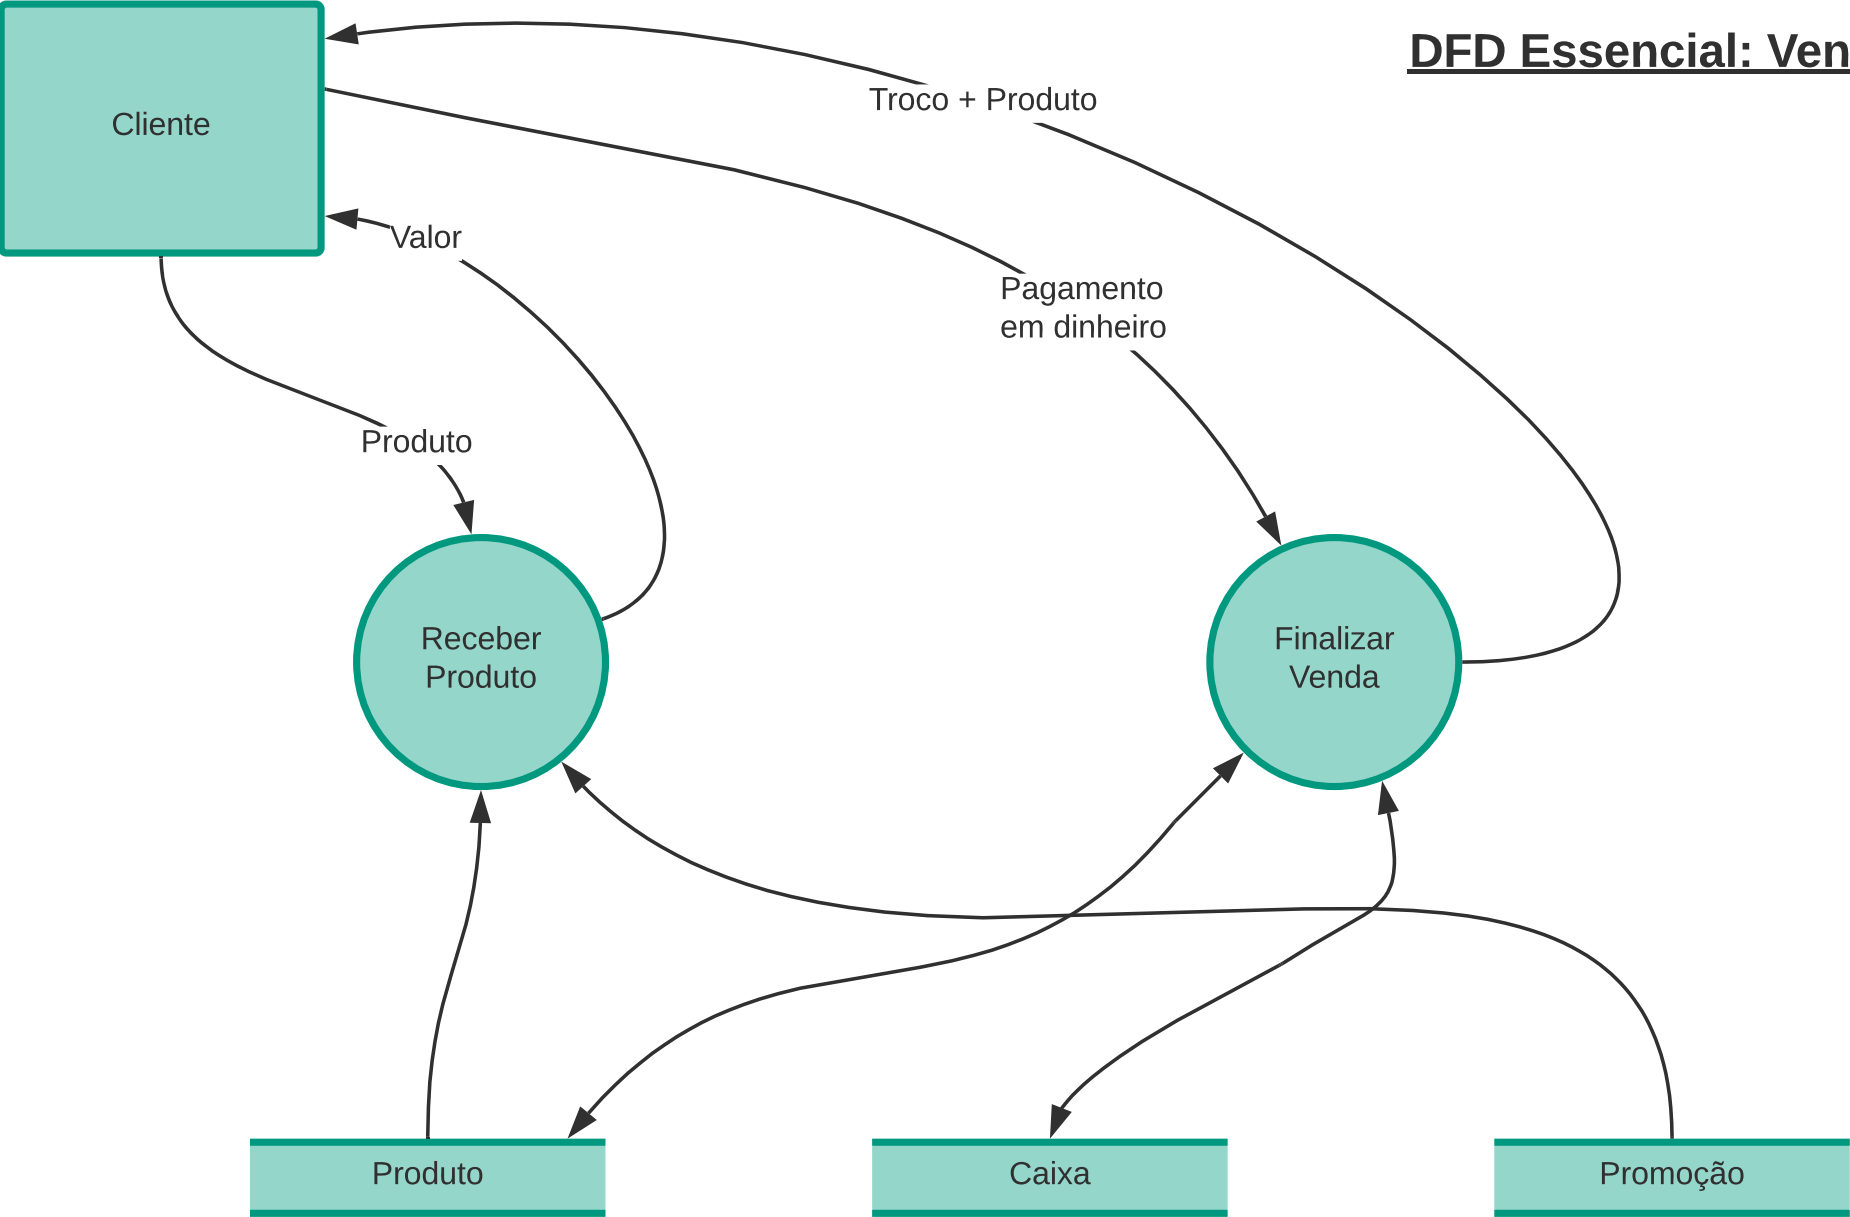 DFD Essencial: Ven
Troco + Produto
Cliente
Valor
Pagamento
em dinheiro
Produto
Receber
Produto
Finalizar
Venda
Produto
Caixa
Promoção